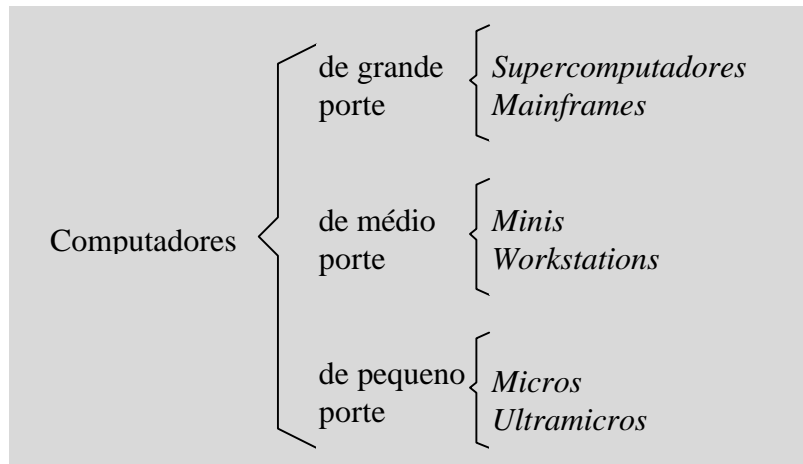 de grande
porte
Supercomputadores
Mainframes
Computadores
de médio
porte
Minis
Workstations
de pequeno
porte
Micros
Ultramicros